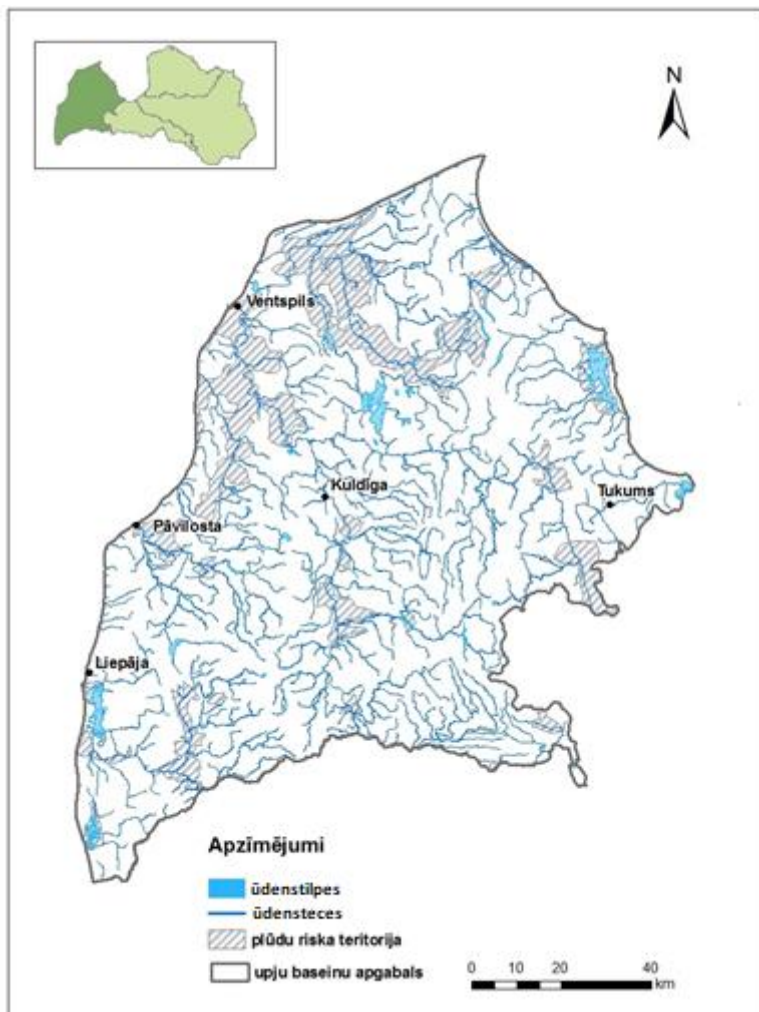 N
Ventspils
Kuldīga
Tukums
Pāvilosta
Liepāja
Apzīmējumi
ūdenstilpes
ūdensteces
plūdu riska teritorija
upju baseinu apgabals
0 10 20 40
km